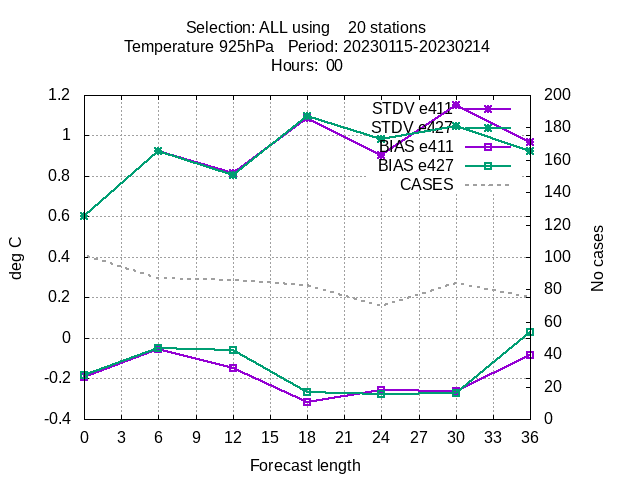 Selection: ALL using    20 stations
Temperature 925hPa   Period: 20230115-20230214
Hours:  00
1.2
1
0.8
0.6
0.4
0.2
0
-0.2
-0.4
deg C
200
180
160
140
120
100
80
60
40
20
0
No cases
STDV e411
STDV e427
BIAS e411
BIAS e427
CASES
0 3 6 9 12 15 18 21 24 27 30 33 36
Forecast length